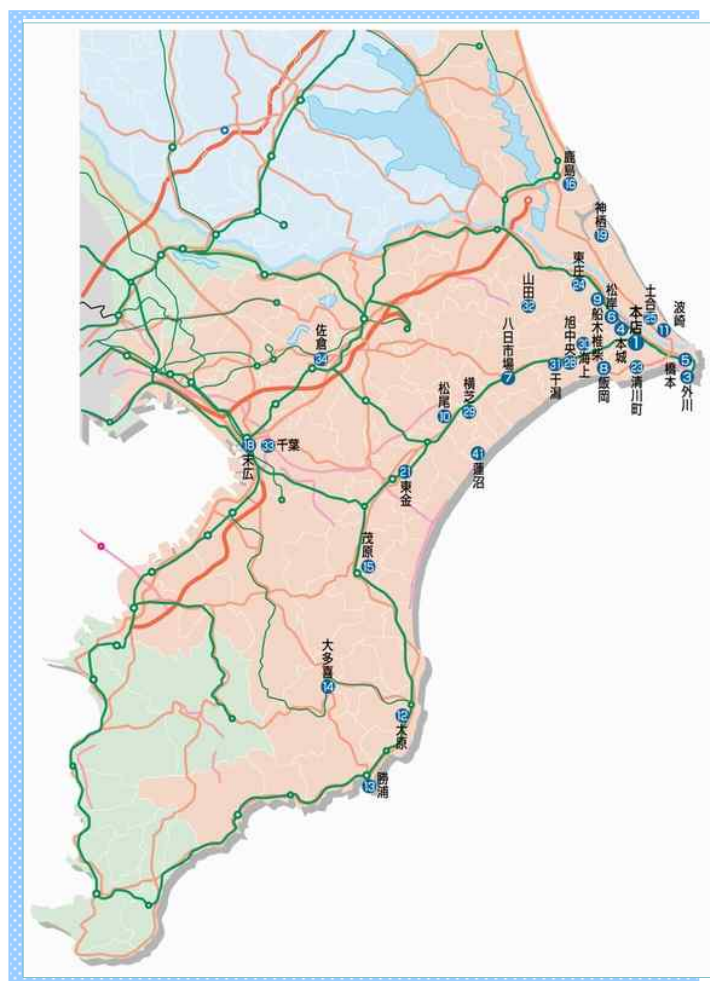 鹿島
16
神栖
19
東庄
24
山田
32
松岸
6
9
船木椎柴
4
本城
本店
1
土合
25
波崎
11
橋本
5
3
外川
23
清川町
8
飯岡
30
海上
旭中央
26
31
干潟
八日市場
7
佐倉
34
横芝
29
松尾
10
18
末広
33
千葉
41
蓮沼
21
東金
茂原
15
大多喜
14
12
大原
13
勝浦